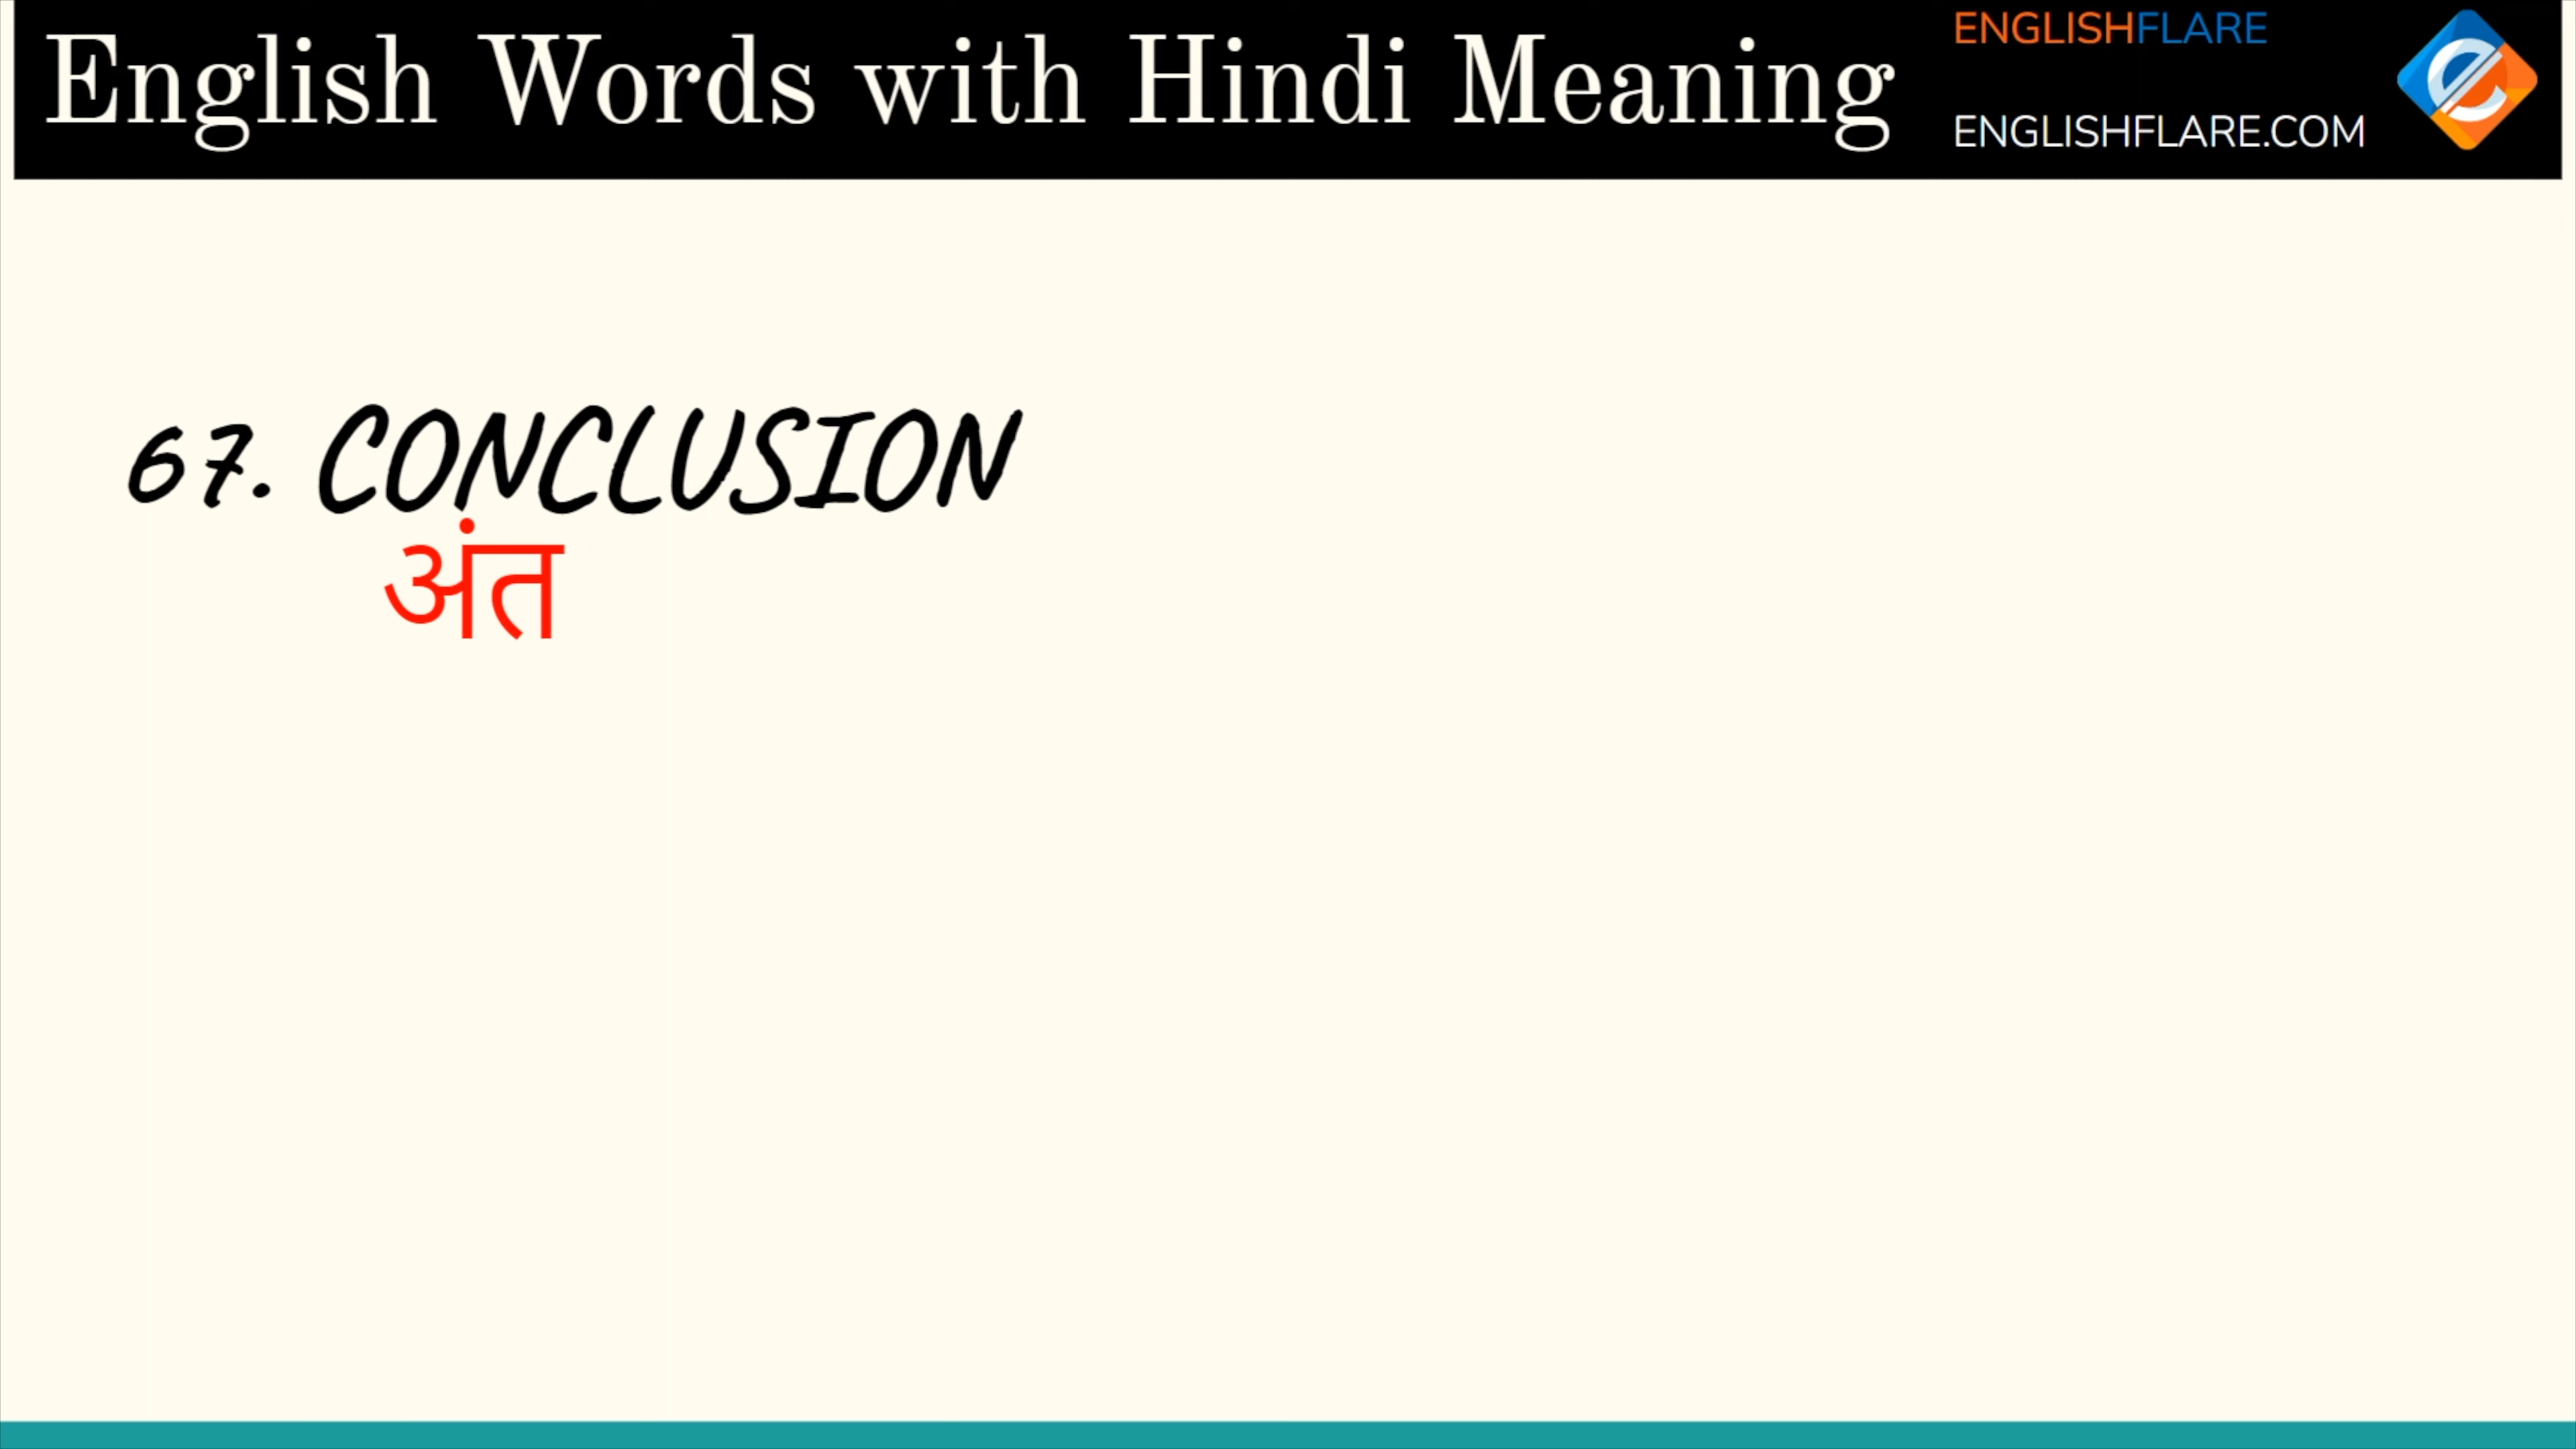 English Words with Hindi Meaning
ENGLISHFLARE
ENGLISHFLARE.COM
67. CONCLUSION
अंत